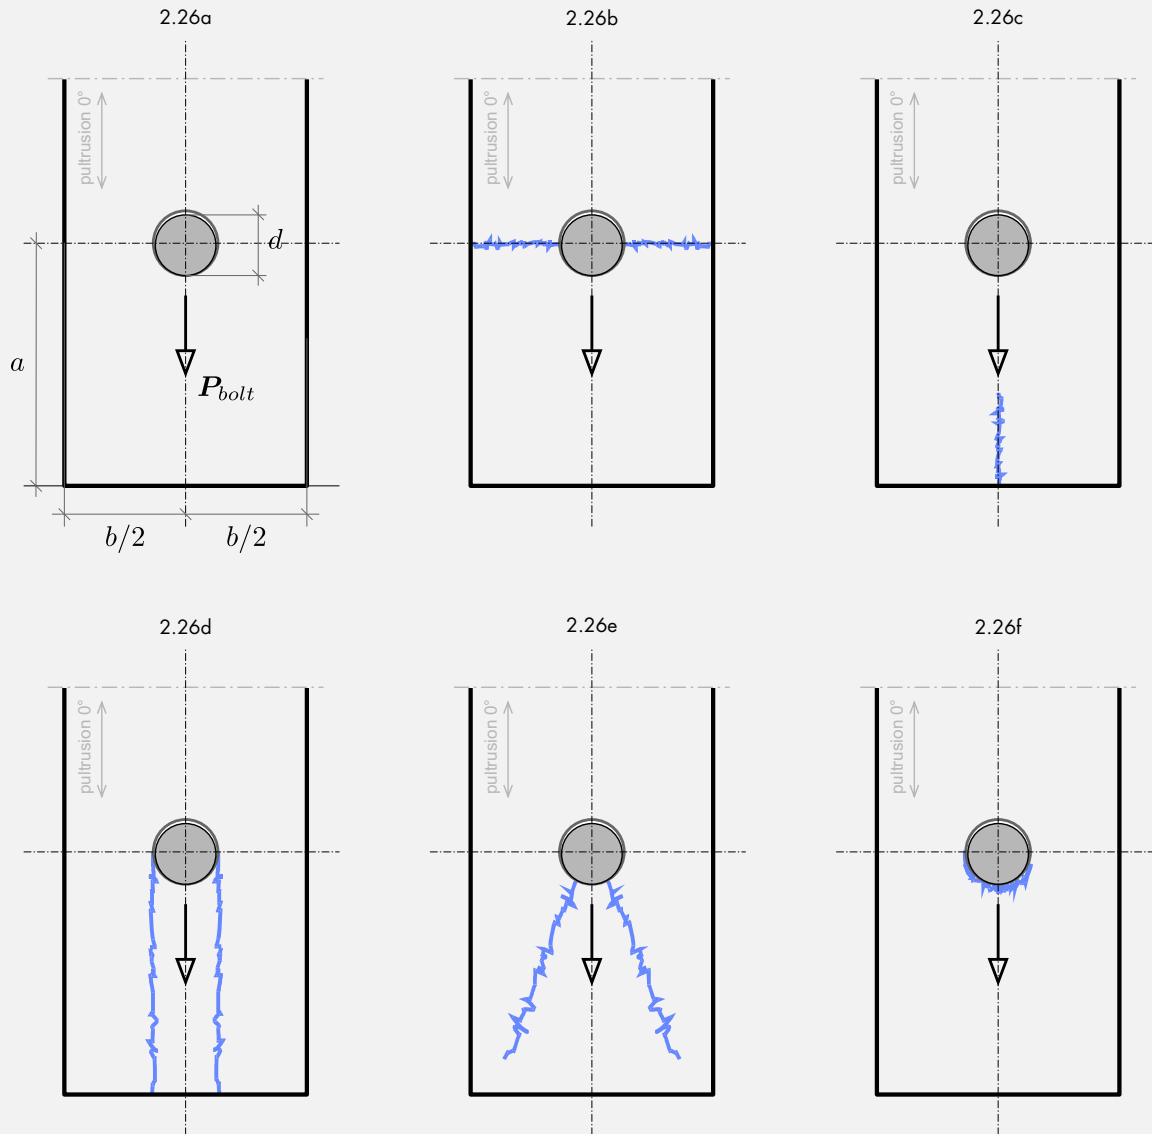 2.26a
2.26b
2.26c
pultrusion 0°
pultrusion 0°
pultrusion 0°
d
a
P_bolt
b/2
b/2
2.26d
2.26e
2.26f
pultrusion 0°
pultrusion 0°
pultrusion 0°